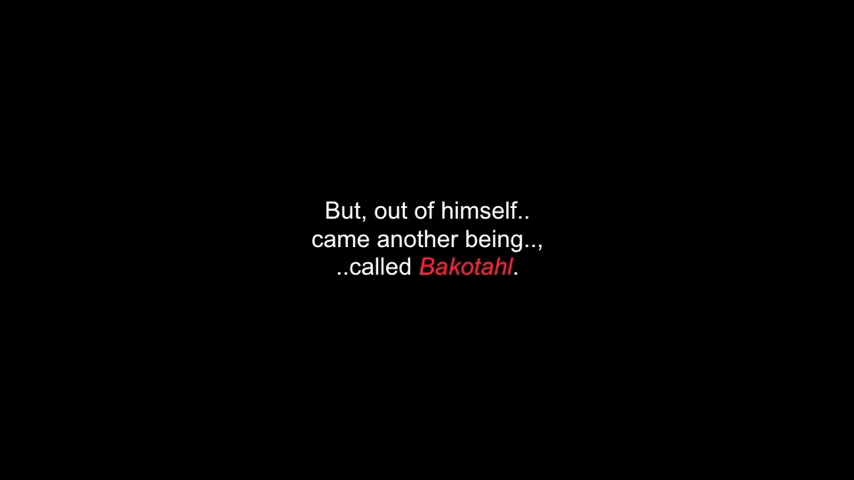 But, out of himself..
came another being..,
..called Bakotahl.